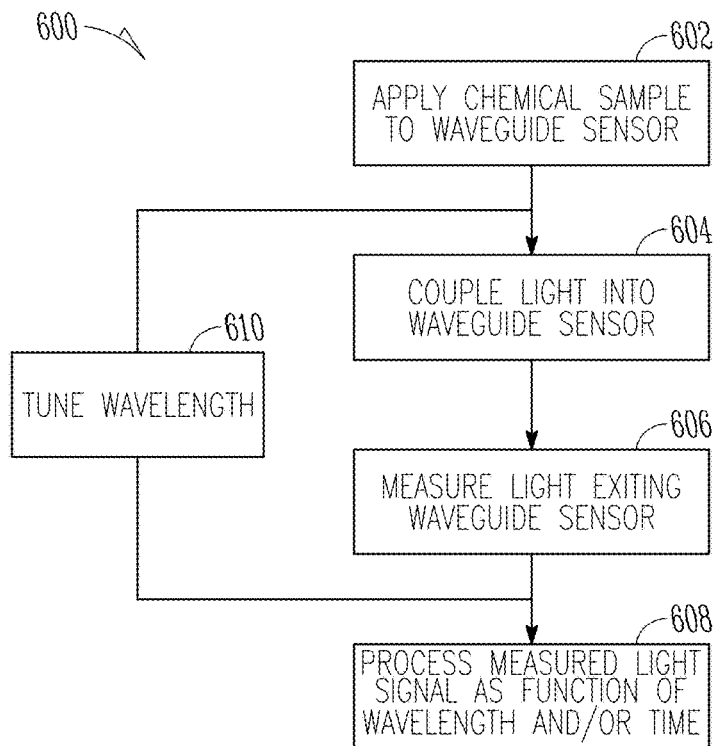 600
602
APPLY CHEMICAL SAMPLE
TO WAVEGUIDE SENSOR
604
COUPLE LIGHT INTO
WAVEGUIDE SENSOR
610
TUNE WAVELENGTH
606
MEASURE LIGHT EXITING
WAVEGUIDE SENSOR
608
PROCESS MEASURED LIGHT
SIGNAL AS FUNCTION OF
WAVELENGTH AND/OR TIME